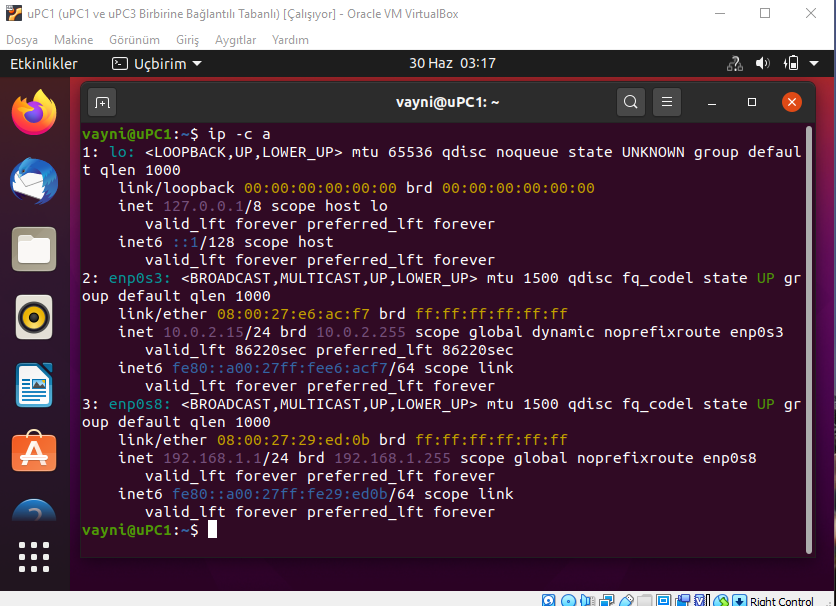 uPC1 (uPC1 ve uPC3 Birbirine Bağlantılı Tabanlı) [Çalışıyor] - Oracle VM VirtualBox
Dosya Makine Görünüm Giriş Aygıtlar Yardım
Etkinlikler Uçbirim 30 Haz 03:17
vayni@uPC1: ~
vayni@uPC1:~$ ip -c a
1: lo: <LOOPBACK,UP,LOWER_UP> mtu 65536 qdisc noqueue state UNKNOWN group defaul
t qlen 1000
link/loopback 00:00:00:00:00:00 brd 00:00:00:00:00:00
inet 127.0.0.1/8 scope host lo
valid_lft forever preferred_lft forever
inet6 ::1/128 scope host
valid_lft forever preferred_lft forever
2: enp0s3: <BROADCAST,MULTICAST,UP,LOWER_UP> mtu 1500 qdisc fq_codel state UP gr
oup default qlen 1000
link/ether 08:00:27:e6:ac:f7 brd ff:ff:ff:ff:ff:ff
inet 10.0.2.15/24 brd 10.0.2.255 scope global dynamic noprefixroute enp0s3
valid_lft 86220sec preferred_lft 86220sec
inet6 fe80::a00:27ff:fee6:acf7/64 scope link
valid_lft forever preferred_lft forever
3: enp0s8: <BROADCAST,MULTICAST,UP,LOWER_UP> mtu 1500 qdisc fq_codel state UP gr
oup default qlen 1000
link/ether 08:00:27:29:ed:0b brd ff:ff:ff:ff:ff:ff
inet 192.168.1.1/24 brd 192.168.1.255 scope global noprefixroute enp0s8
valid_lft forever preferred_lft forever
inet6 fe80::a00:27ff:fe29:ed0b/64 scope link
valid_lft forever preferred_lft forever
vayni@uPC1:~$
Right Control